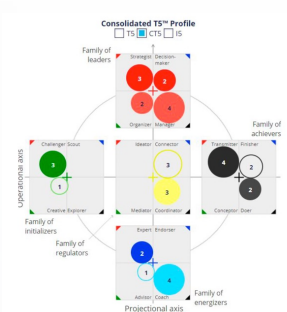 Consolidated T5™ Profile
T5 CT5 I5
Family of
leaders
Strategist Decision-
maker
3 2
2 4
Organizer Manager
Family of
achievers
Operational axis
Challenger Scout
3
1
Creative Explorer
Ideator Connector
3
3
Mediator Coordinator
Transmitter Finisher
4 2
2
Conceptor Doer
Family of
initializers
Family of
regulators
Expert Endorizer
2
1 4
Advisor Coach
Family of
energizers
Projectional axis